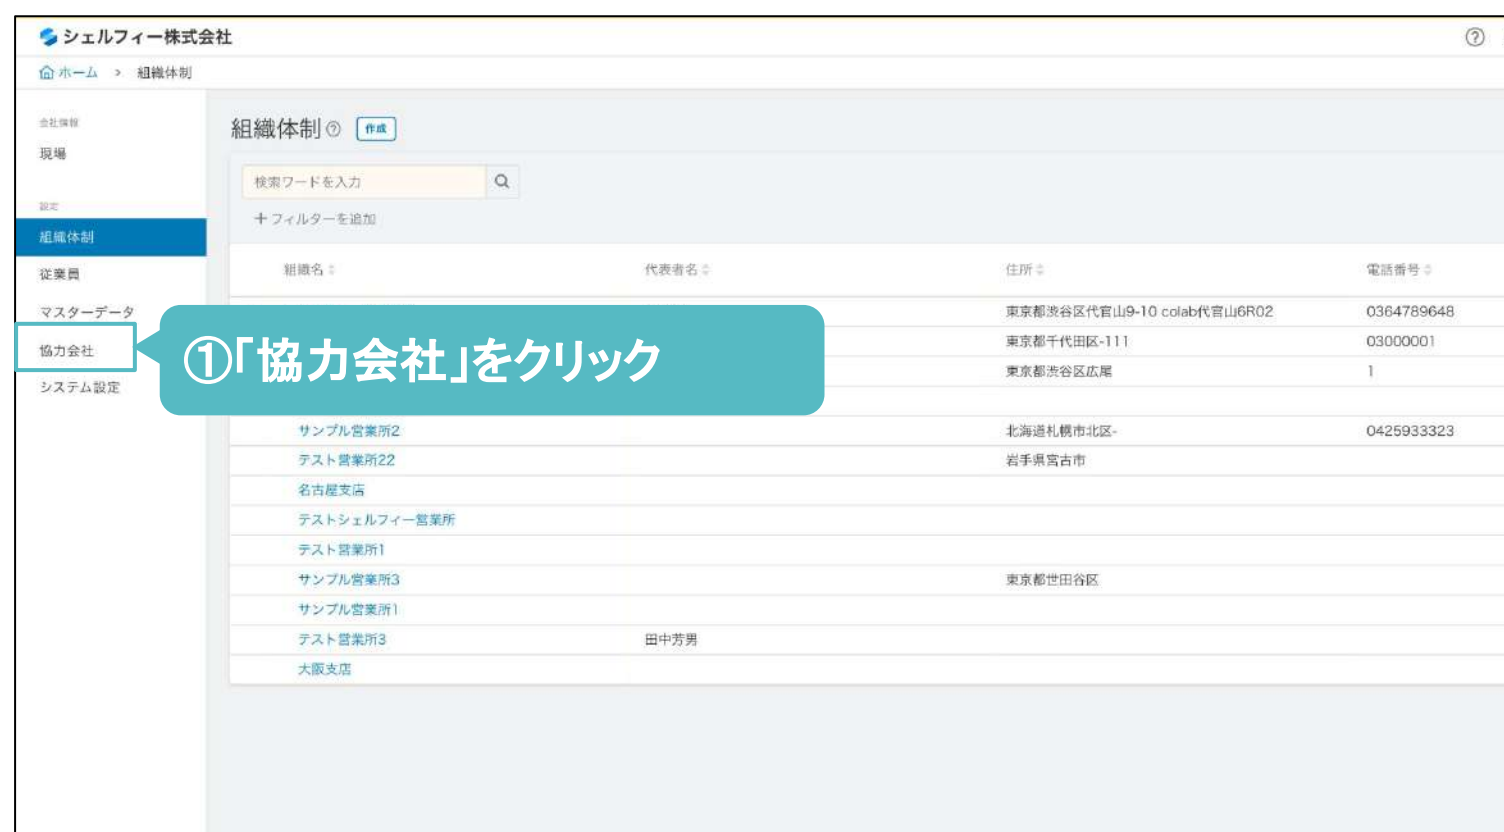 シェルフィー株式会社
ホーム > 組織体制
会社情報
現場
設定
組織体制
従業員
マスターデータ
協力会社
システム設定
組織体制 作成
検索ワードを入力
+フィルターを追加
組織名 代表者名 住所 電話番号
東京都渋谷区代官山9-10 colab代官山6R02 0364789648
東京都千代田区-111 03000001
東京都渋谷区広尾 1
①「協力会社」をクリック
サンプル営業所2 北海道札幌市北区- 0425933323
テスト営業所22 岩手県宮古市
名古屋支店
テストシェルフィー営業所
テスト営業所1
サンプル営業所3 東京都世田谷区
サンプル営業所1
テスト営業所3 田中芳男
大阪支店